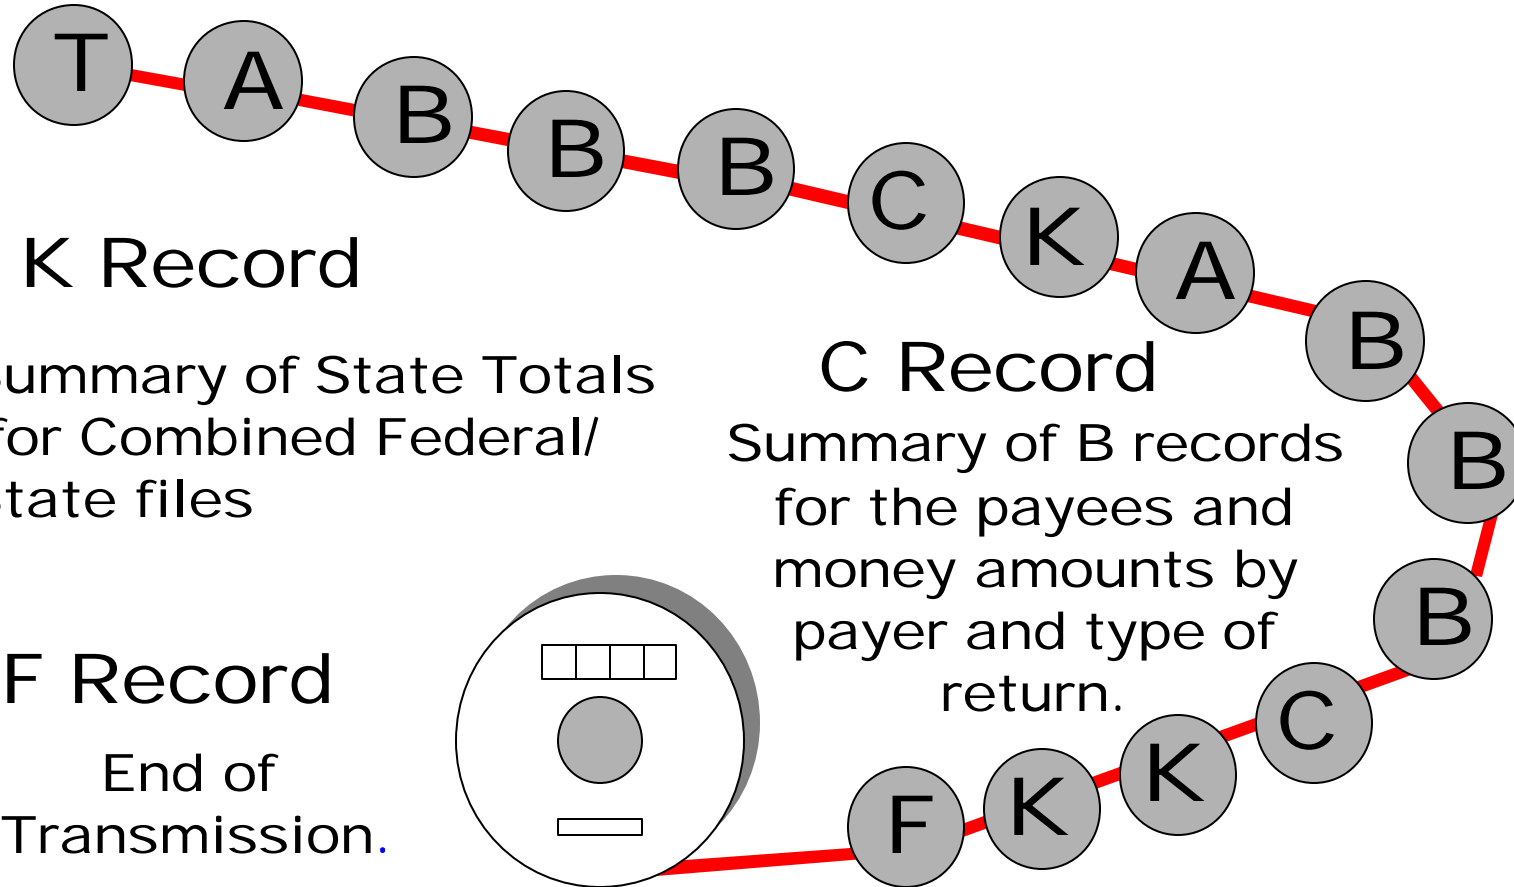 T A B B B C K A B B B C K K F
K Record
ummary of State Totals
for Combined Federal/
tate files
C Record
Summary of B records
for the payees and
money amounts by
payer and type of
return.
F Record
End of
Transmission.